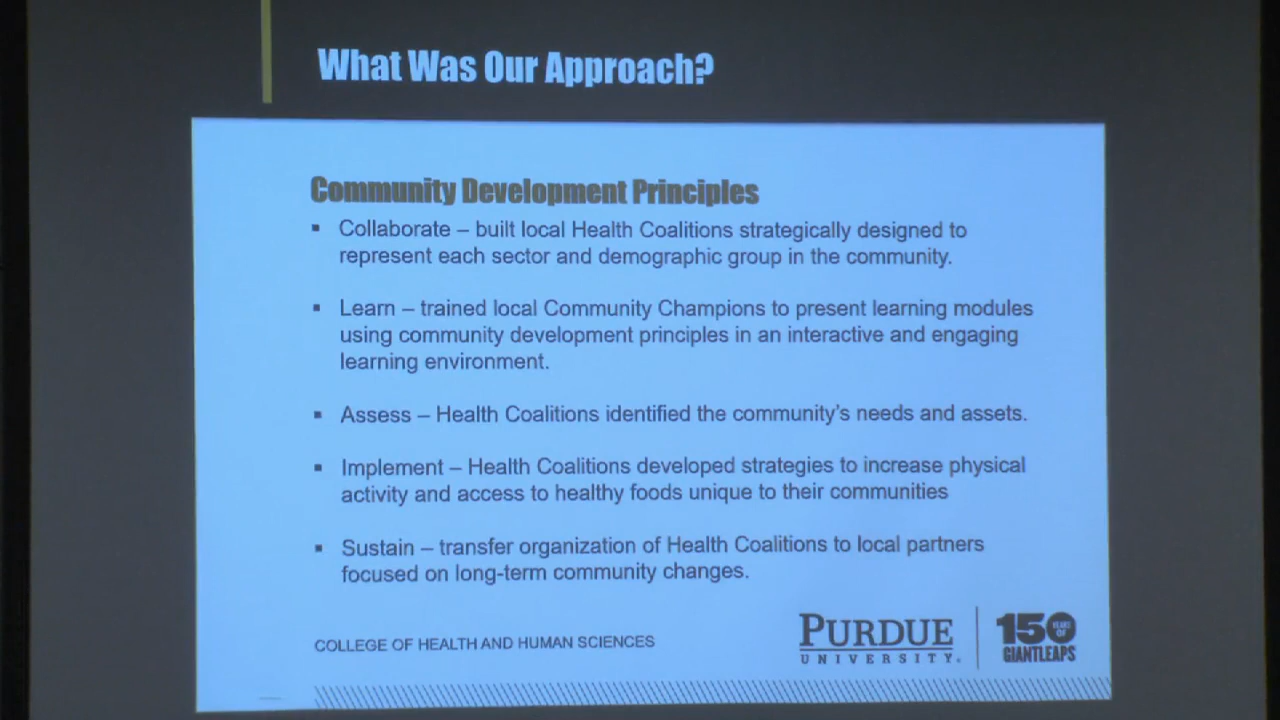 What Was Our Approach?
Community Development Principles
▪ Collaborate – built local Health Coalitions strategically designed to
represent each sector and demographic group in the community.
▪ Learn – trained local Community Champions to present learning modules
using community development principles in an interactive and engaging
learning environment.
▪ Assess – Health Coalitions identified the community's needs and assets.
▪ Implement – Health Coalitions developed strategies to increase physical
activity and access to healthy foods unique to their communities
▪ Sustain – transfer organization of Health Coalitions to local partners
focused on long-term community changes.
COLLEGE OF HEALTH AND HUMAN SCIENCES
PURDUE
UNIVERSITY.
150 YEARS OF
GIANTLEAPS